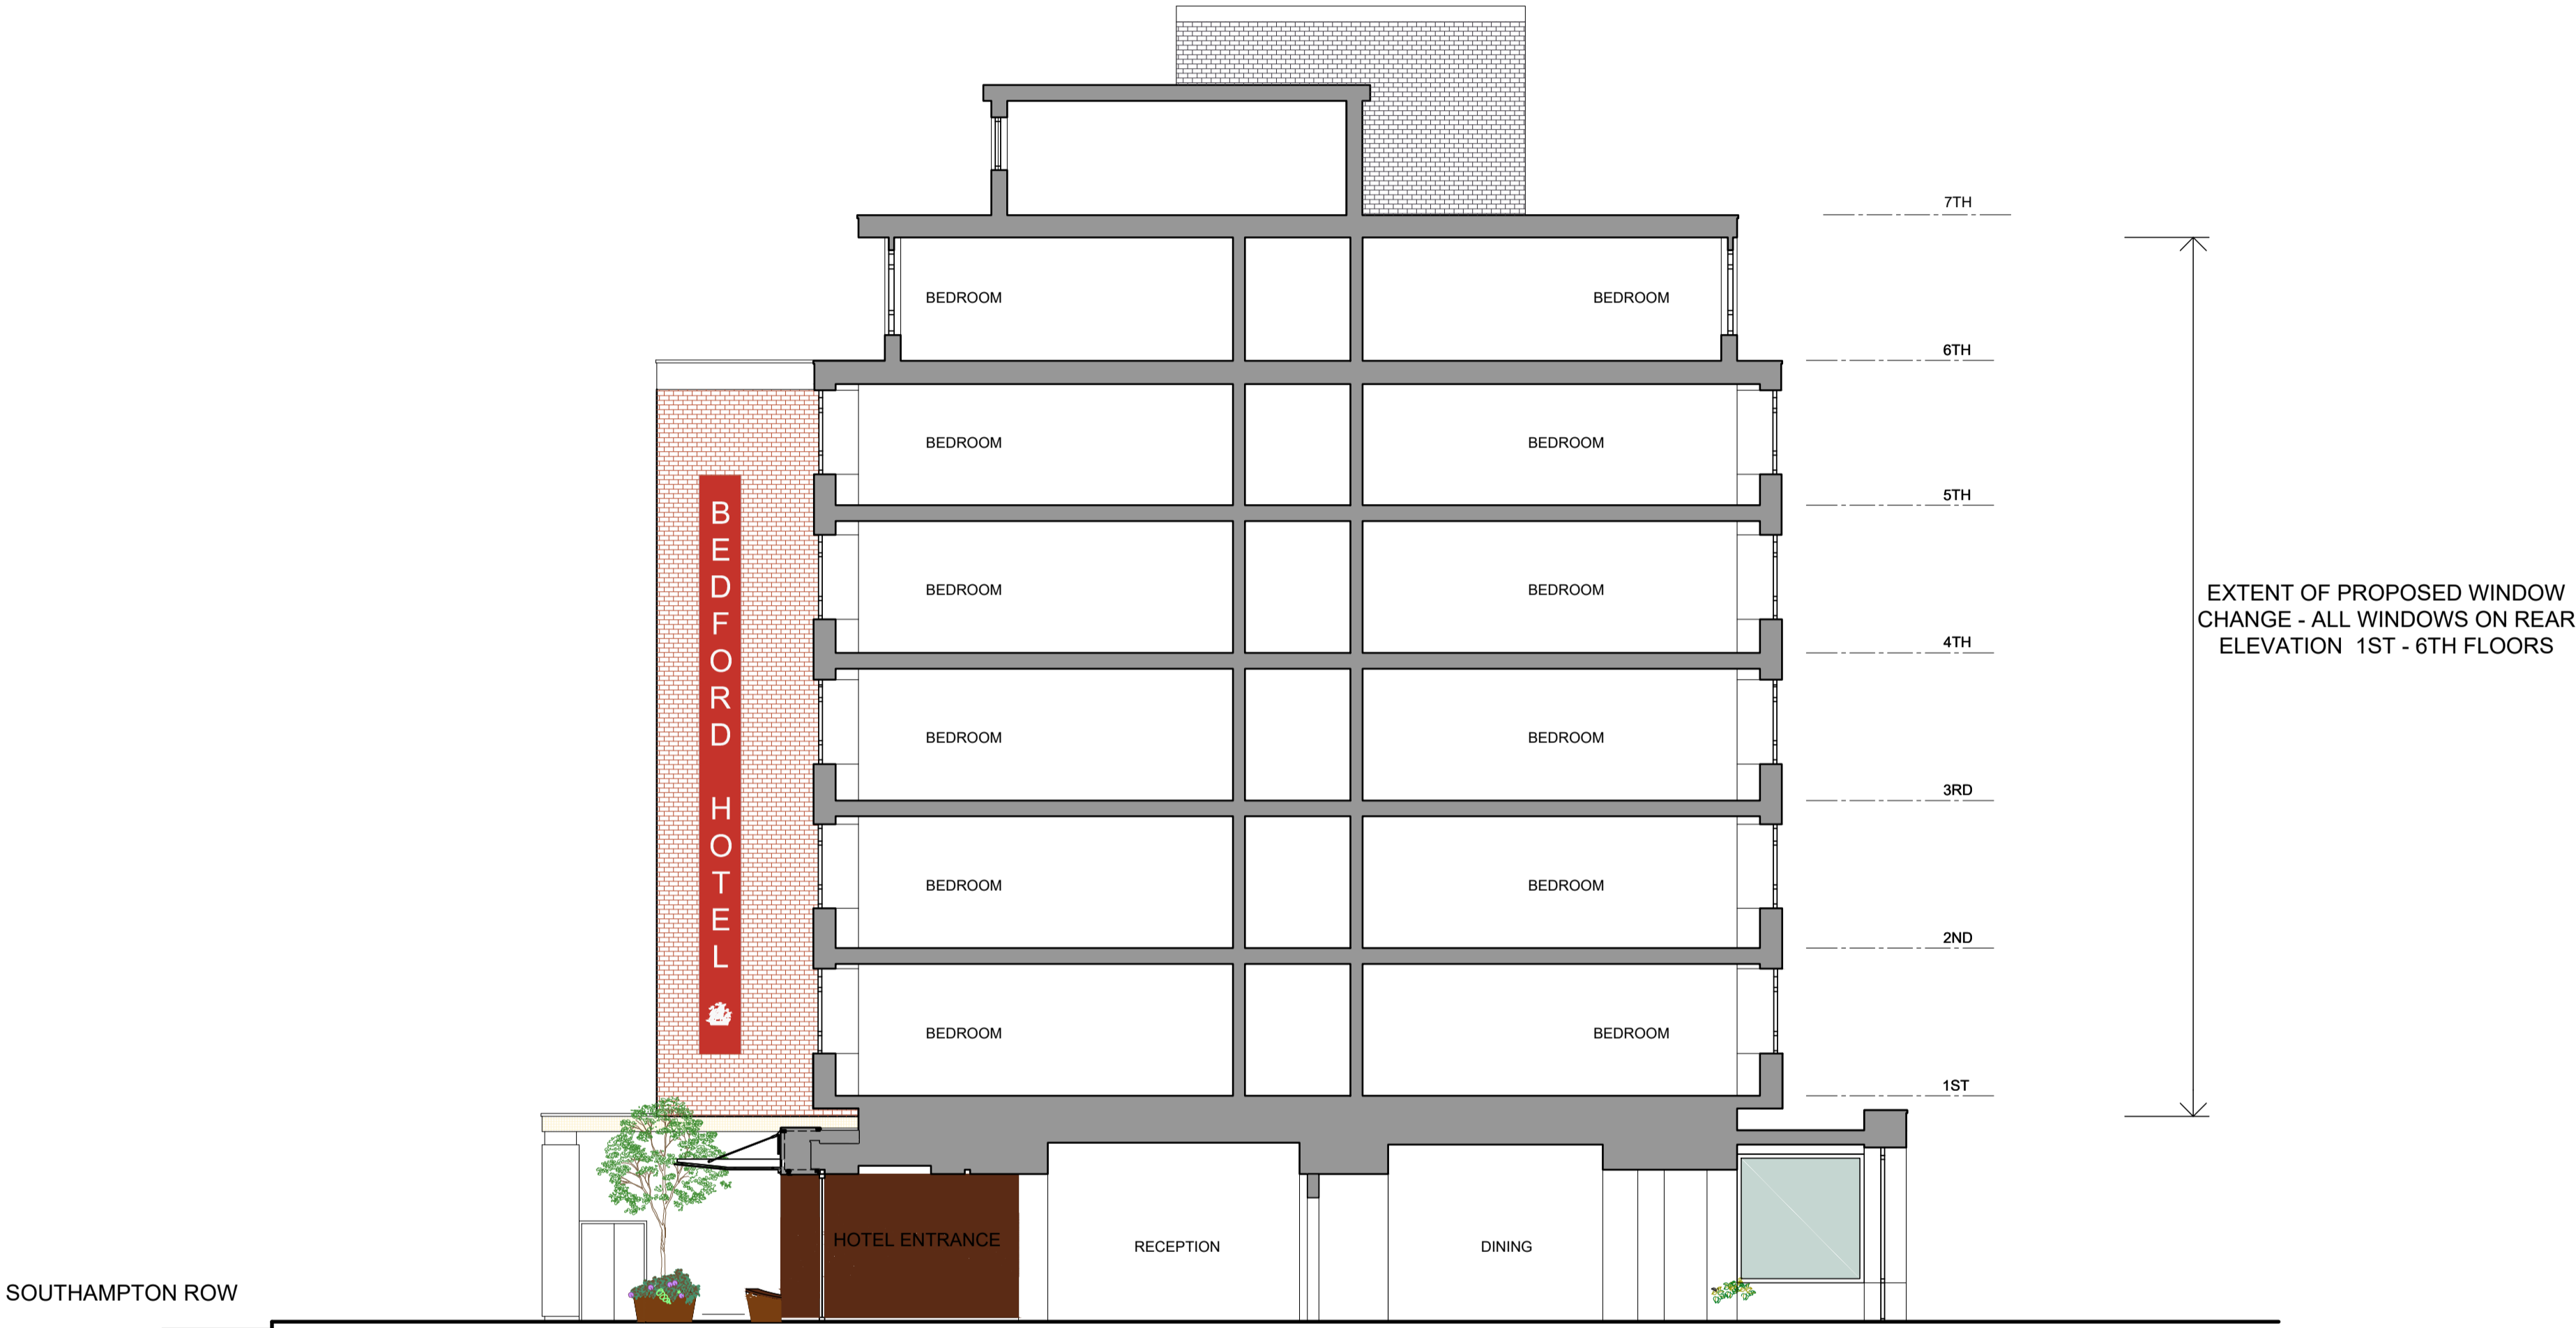 7TH
BEDROOM BEDROOM
6TH
BEDROOM BEDROOM
5TH
BEDFORD HOTEL
BEDROOM BEDROOM
EXTENT OF PROPOSED WINDOW
CHANGE - ALL WINDOWS ON REAR
ELEVATION 1ST - 6TH FLOORS
4TH
BEDROOM BEDROOM
3RD
BEDROOM BEDROOM
2ND
BEDROOM BEDROOM
1ST
HOTEL ENTRANCE
RECEPTION
DINING
SOUTHAMPTON ROW